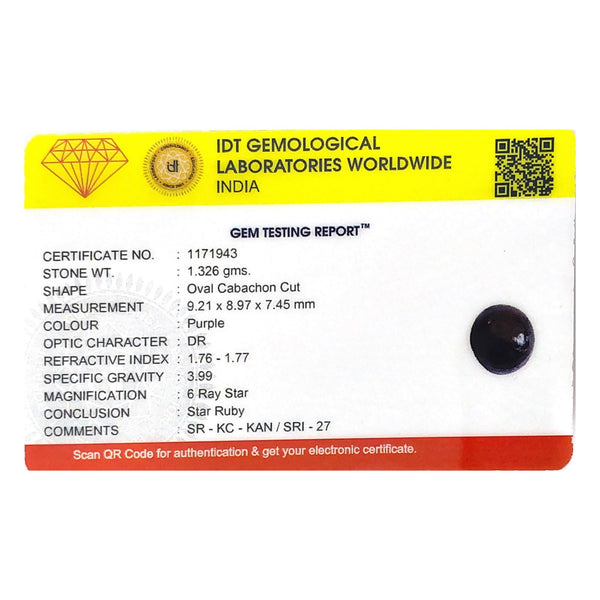 IDT GEMOLOGICAL
LABORATORIES WORLDWIDE
INDIA
GEM TESTING REPORT™
CERTIFICATE NO. : 1171943
STONE WT. : 1.326 gms.
SHAPE : Oval Cabachon Cut
MEASUREMENT : 9.21 x 8.97 x 7.45 mm
COLOUR : Purple
OPTIC CHARACTER : DR
REFRACTIVE INDEX : 1.76 - 1.77
SPECIFIC GRAVITY : 3.99
MAGNIFICATION : 6 Ray Star
CONCLUSION : Star Ruby
COMMENTS : SR - KC - KAN / SRI - 27
Scan QR Code for authentication & get your electronic certificate.